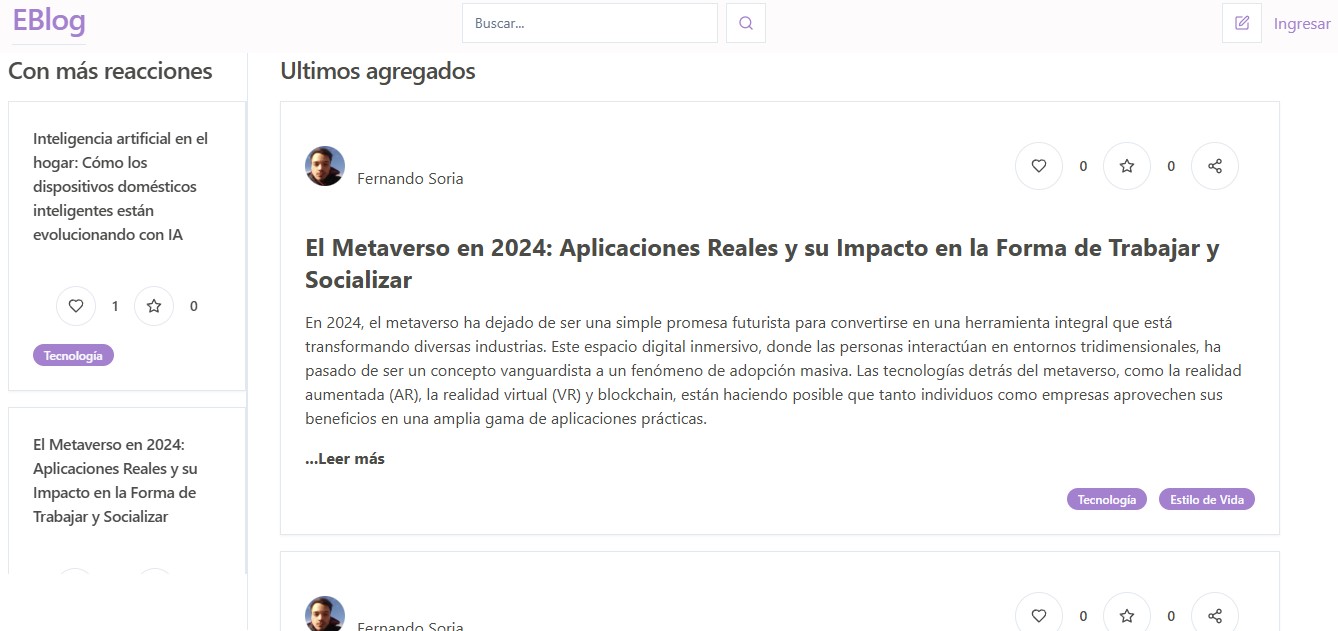 EBlog
Buscar...
Ingresar
Con más reacciones
Inteligencia artificial en el
hogar: Cómo los
dispositivos domésticos
inteligentes están
evolucionando con IA
1
0
Tecnología
El Metaverso en 2024:
Aplicaciones Reales y su
Impacto en la Forma de
Trabajar y Socializar
Ultimos agregados
Fernando Soria
0
0
El Metaverso en 2024: Aplicaciones Reales y su Impacto en la Forma de Trabajar y
Socializar
En 2024, el metaverso ha dejado de ser una simple promesa futurista para convertirse en una herramienta integral que está
transformando diversas industrias. Este espacio digital inmersivo, donde las personas interactúan en entornos tridimensionales, ha
pasado de ser un concepto vanguardista a un fenómeno de adopción masiva. Las tecnologías detrás del metaverso, como la realidad
aumentada (AR), la realidad virtual (VR) y blockchain, están haciendo posible que tanto individuos como empresas aprovechen sus
beneficios en una amplia gama de aplicaciones prácticas.
...Leer más
Tecnología
Estilo de Vida
Fernando Soria
0
0